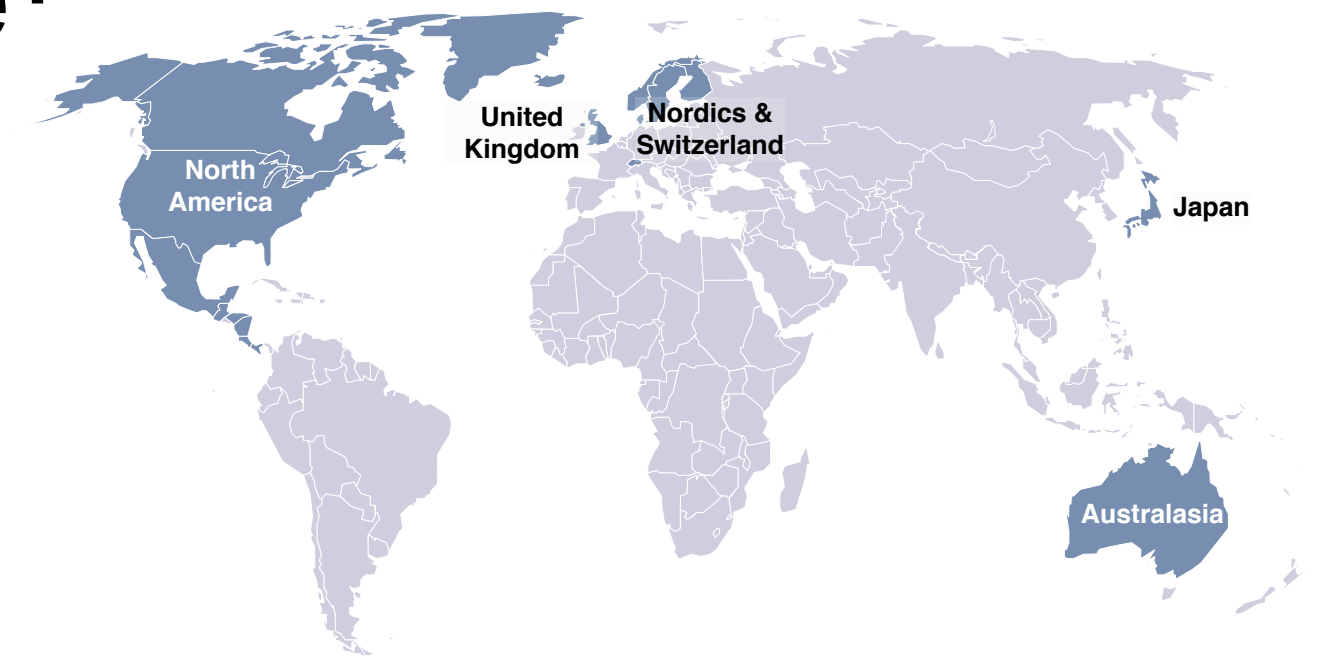 United
Kingdom
Nordics &
Switzerland
North
America
Japan
Australasia